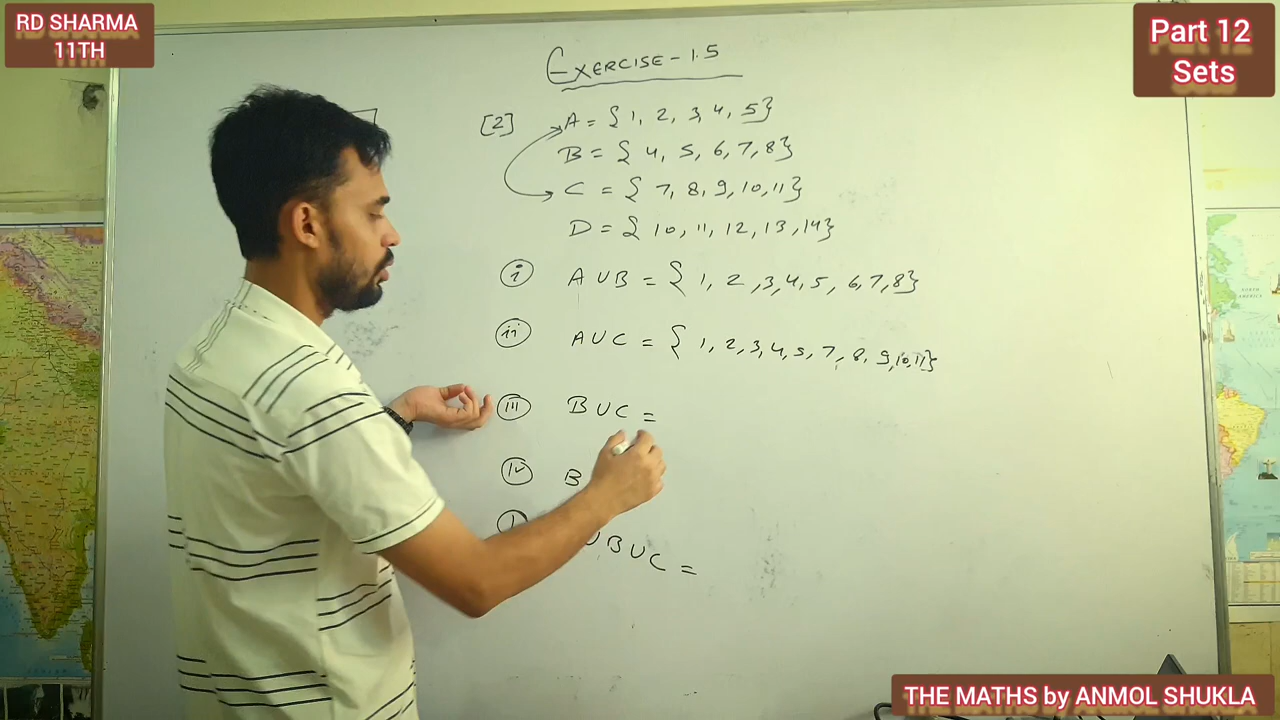 RD SHARMA
11TH
Part 12
Sets
EXERCISE-1.5
[2] A = { 1, 2, 3, 4, 5}
B = { 4, 5, 6, 7, 8}
C = { 7, 8, 9, 10, 11}
D = { 10, 11, 12, 13, 14}
(i) A ∪ B = { 1, 2, 3, 4, 5, 6, 7, 8}
(ii) A ∪ C = { 1, 2, 3, 4, 5, 7, 8, 9, 10, 11}
(iii) B ∪ C =
(iv) B
∪ B ∪ C =
THE MATHS by ANMOL SHUKLA